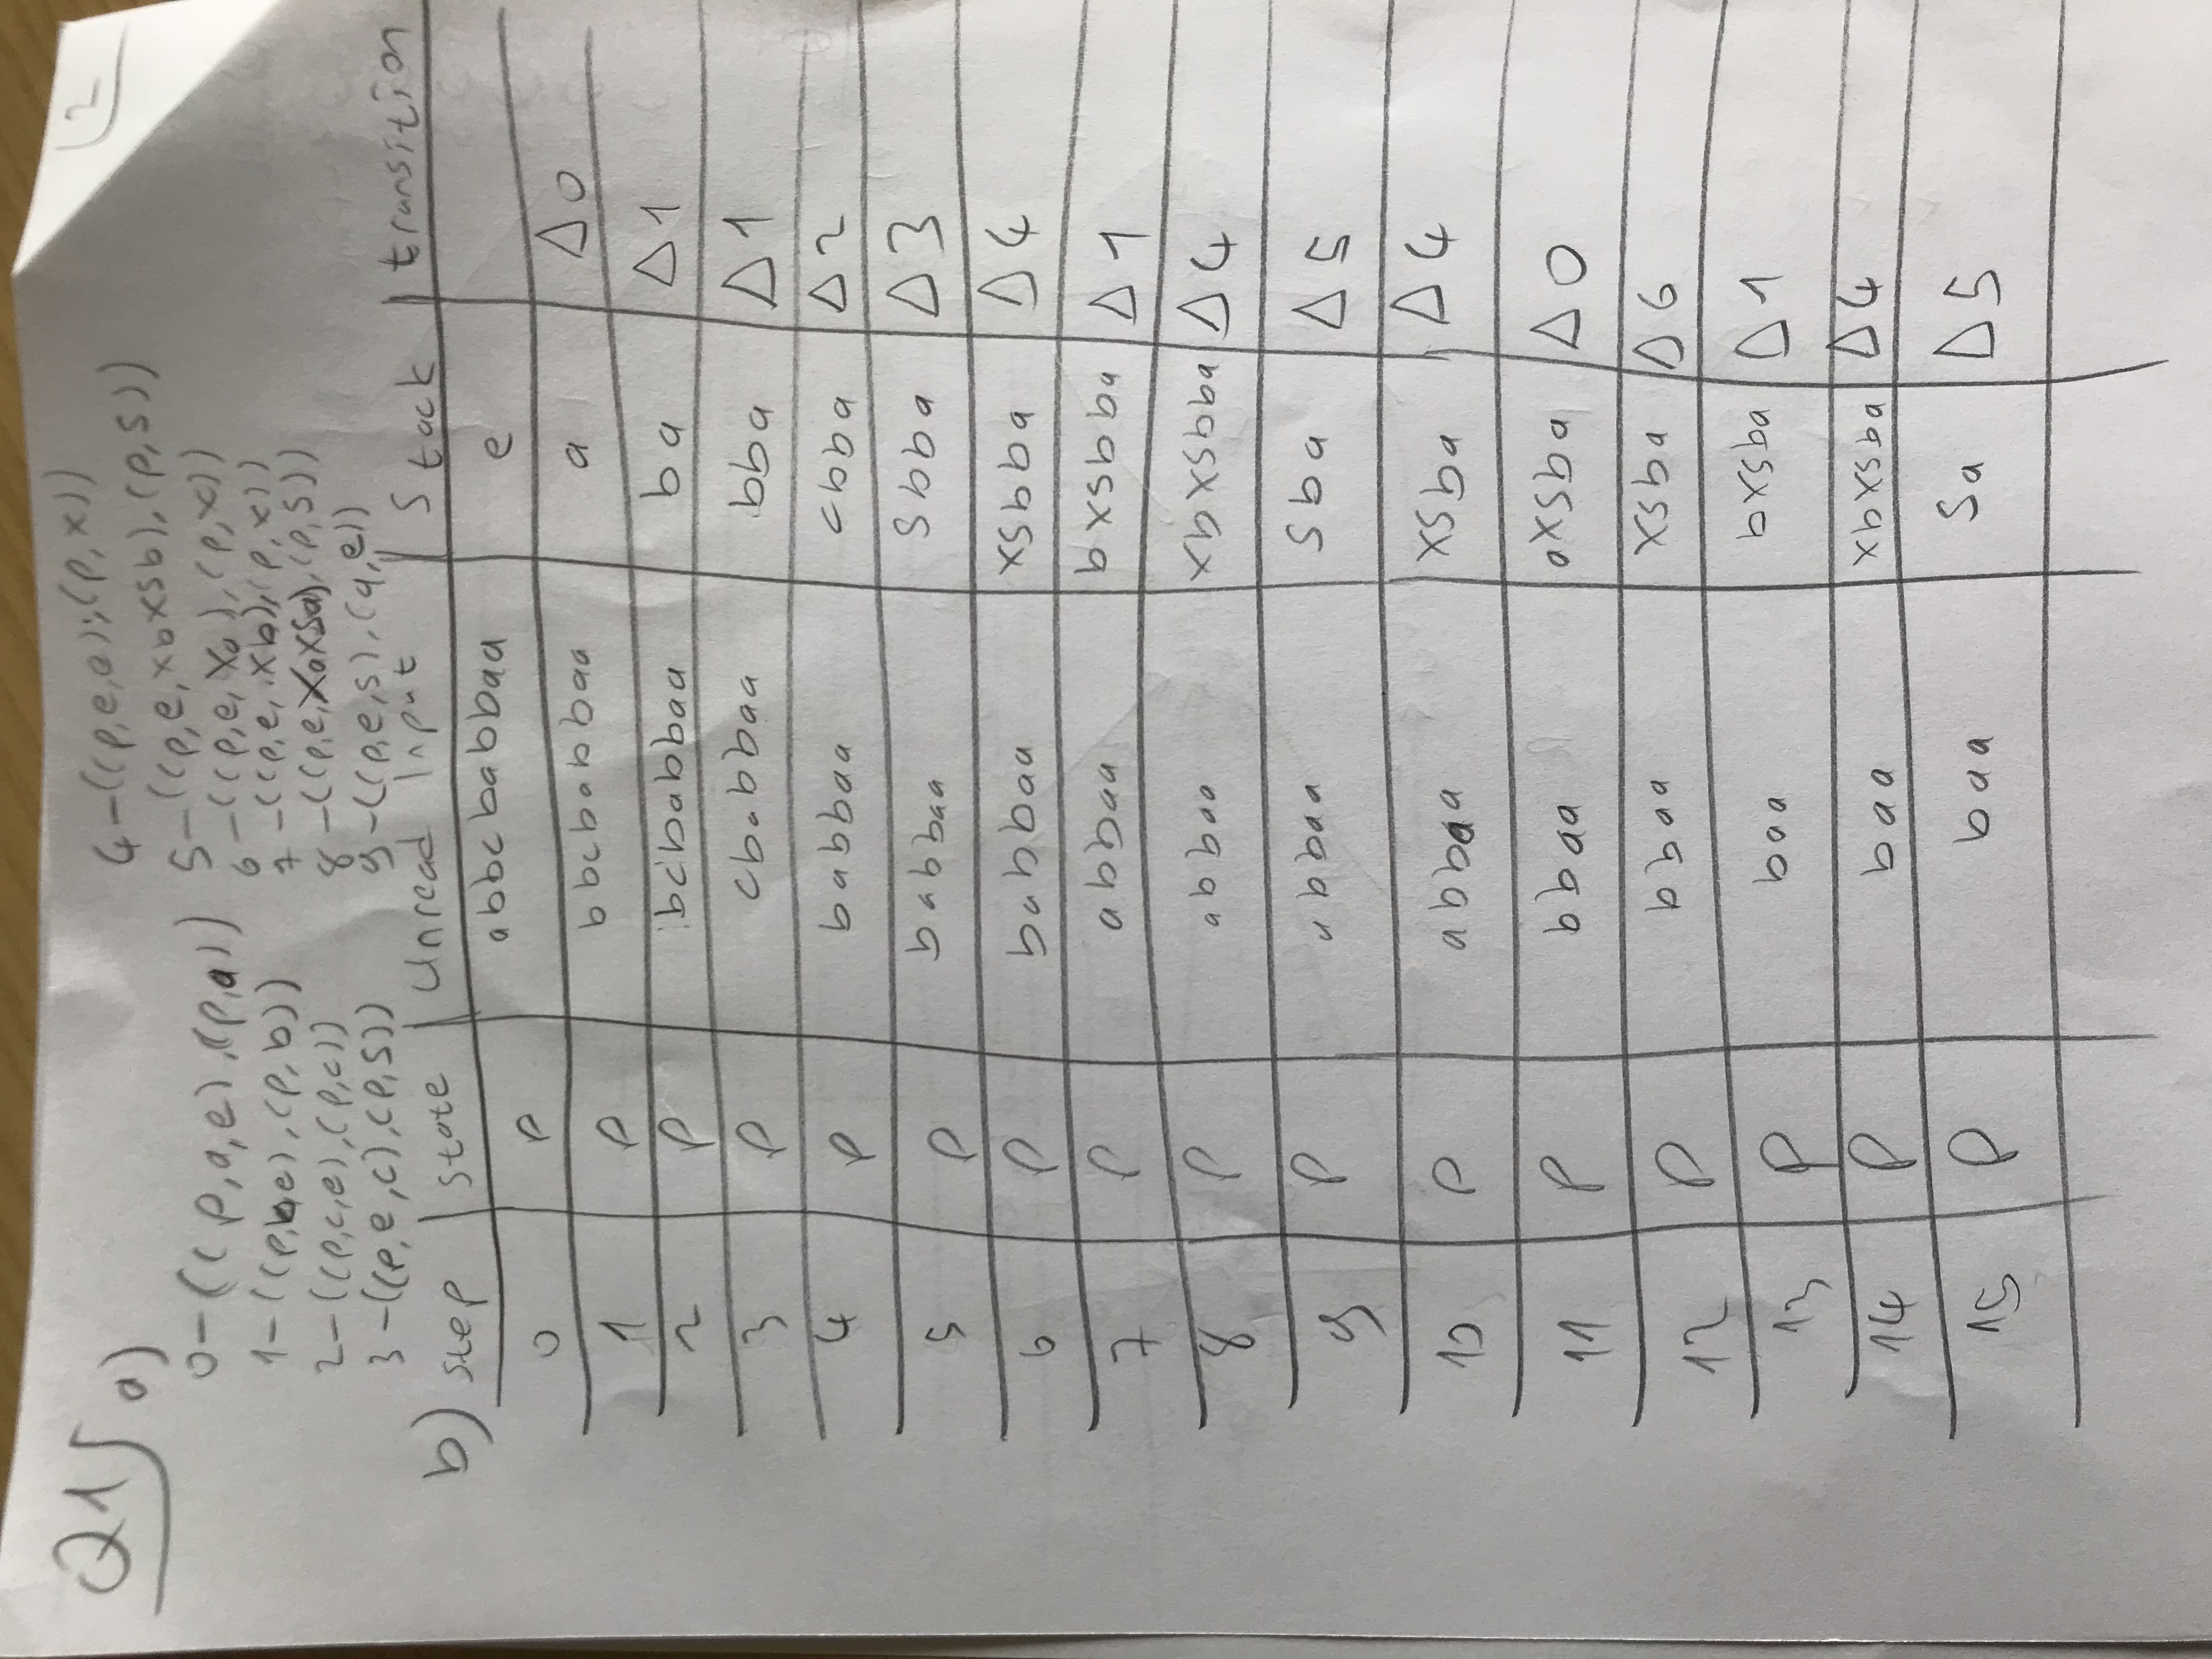 Q1) a)
2
0-((p,a,e),(p,a))
1-((p,b,e),(p,b))
2-((p,c,e),(p,c))
3-((p,e,c),(p,S))
4-((p,e,e),(p,x))
5-((p,e,xbxSb),(p,S))
6-((p,e,xa),(p,x))
7-((p,e,xb),(p,x))
8-((p,e,xaxSa),(p,S))
9-((p,e,s),(q,e))
b) step state Unread Input Stack transition
0 p abbcbabbaa e
1 p bbcbabbaa a Δ0
2 p bcbabbaa ba Δ1
3 p cbabbaa bba Δ1
4 p babbaa cbba Δ2
5 p babbaa Sbba Δ3
6 p babbaa xsbba Δ4
7 p abbaa bxsbba Δ1
8 p abbaa xbxsbba Δ4
9 p abbaa Sba Δ5
10 p abbaa xsba Δ4
11 p bbaa axsba Δ0
12 p bbaa xsba Δ6
13 p baa bxsba Δ1
14 p baa xbxsba Δ4
15 p baa Sa Δ5